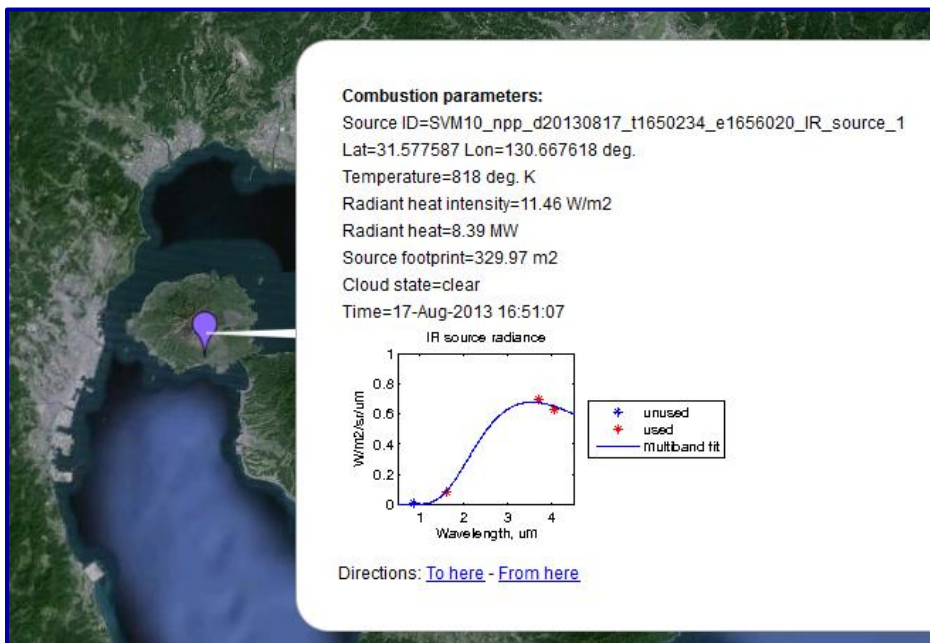 Combustion parameters:
Source ID=SVM10_npp_d20130817_t1650234_e1656020_IR_source_1
Lat=31.577587 Lon=130.667618 deg.
Temperature=818 deg. K
Radiant heat intensity=11.46 W/m2
Radiant heat=8.39 MW
Source footprint=329.97 m2
Cloud state=clear
Time=17-Aug-2013 16:51:07
IR source radiance
1
0.8
0.6
0.4
0.2
0
W/m2/sr/um
1 2 3 4
Wavelength, um
unused
used
Multiband fit
Directions: To here - From here